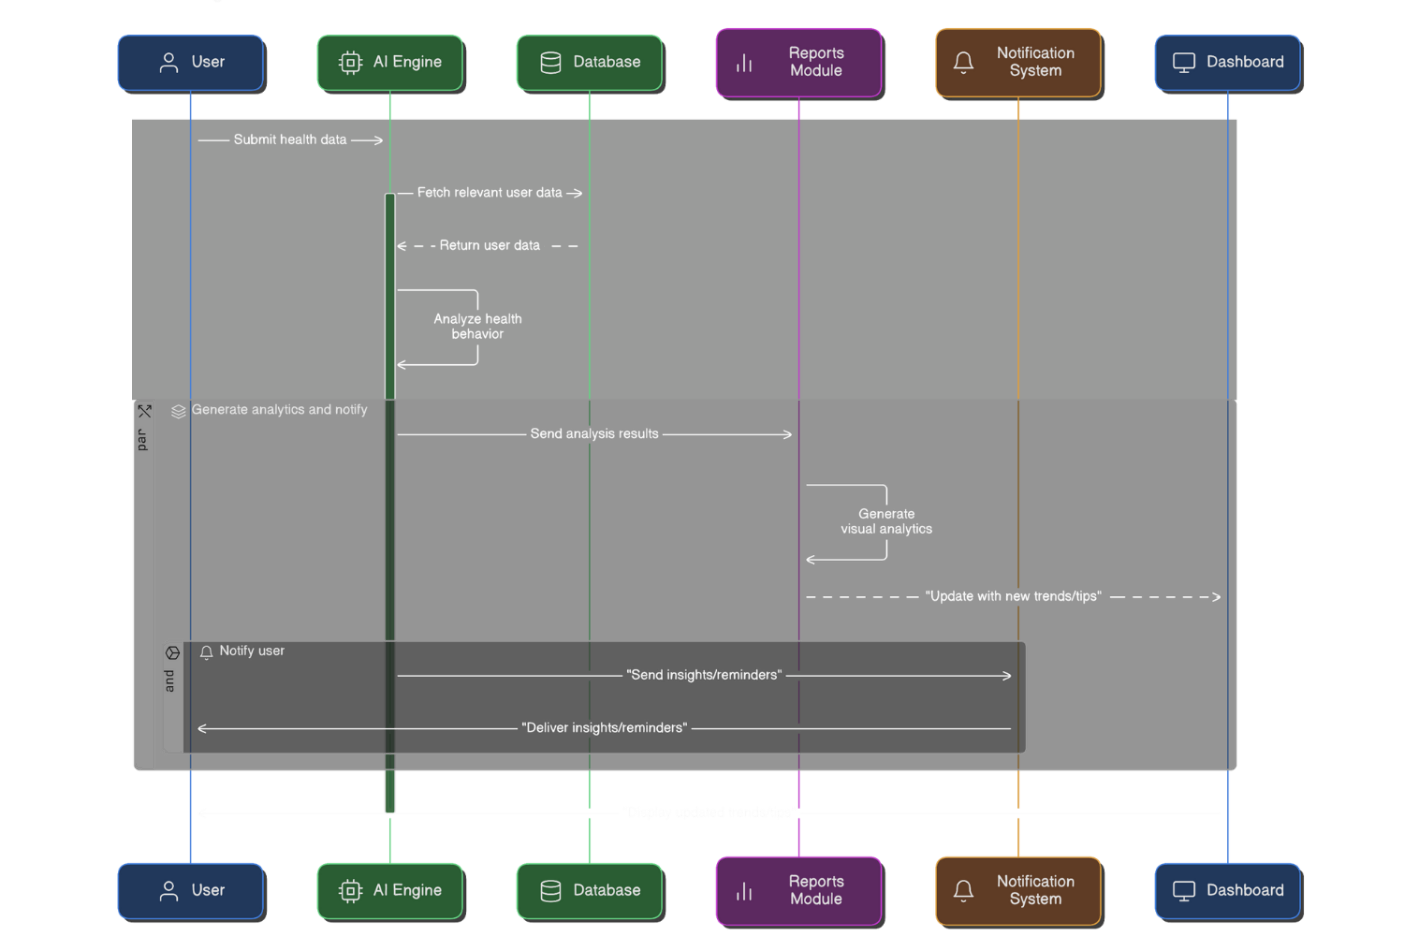 User
AI Engine
Database
Reports
Module
Notification
System
Dashboard
Submit health data
Fetch relevant user data
Return user data
Analyze health
behavior
par
Generate analytics and notify
Send analysis results
Generate
visual analytics
"Update with new trends/tips"
and
Notify user
"Send insights/reminders"
"Deliver insights/reminders"
User
AI Engine
Database
Reports
Module
Notification
System
Dashboard